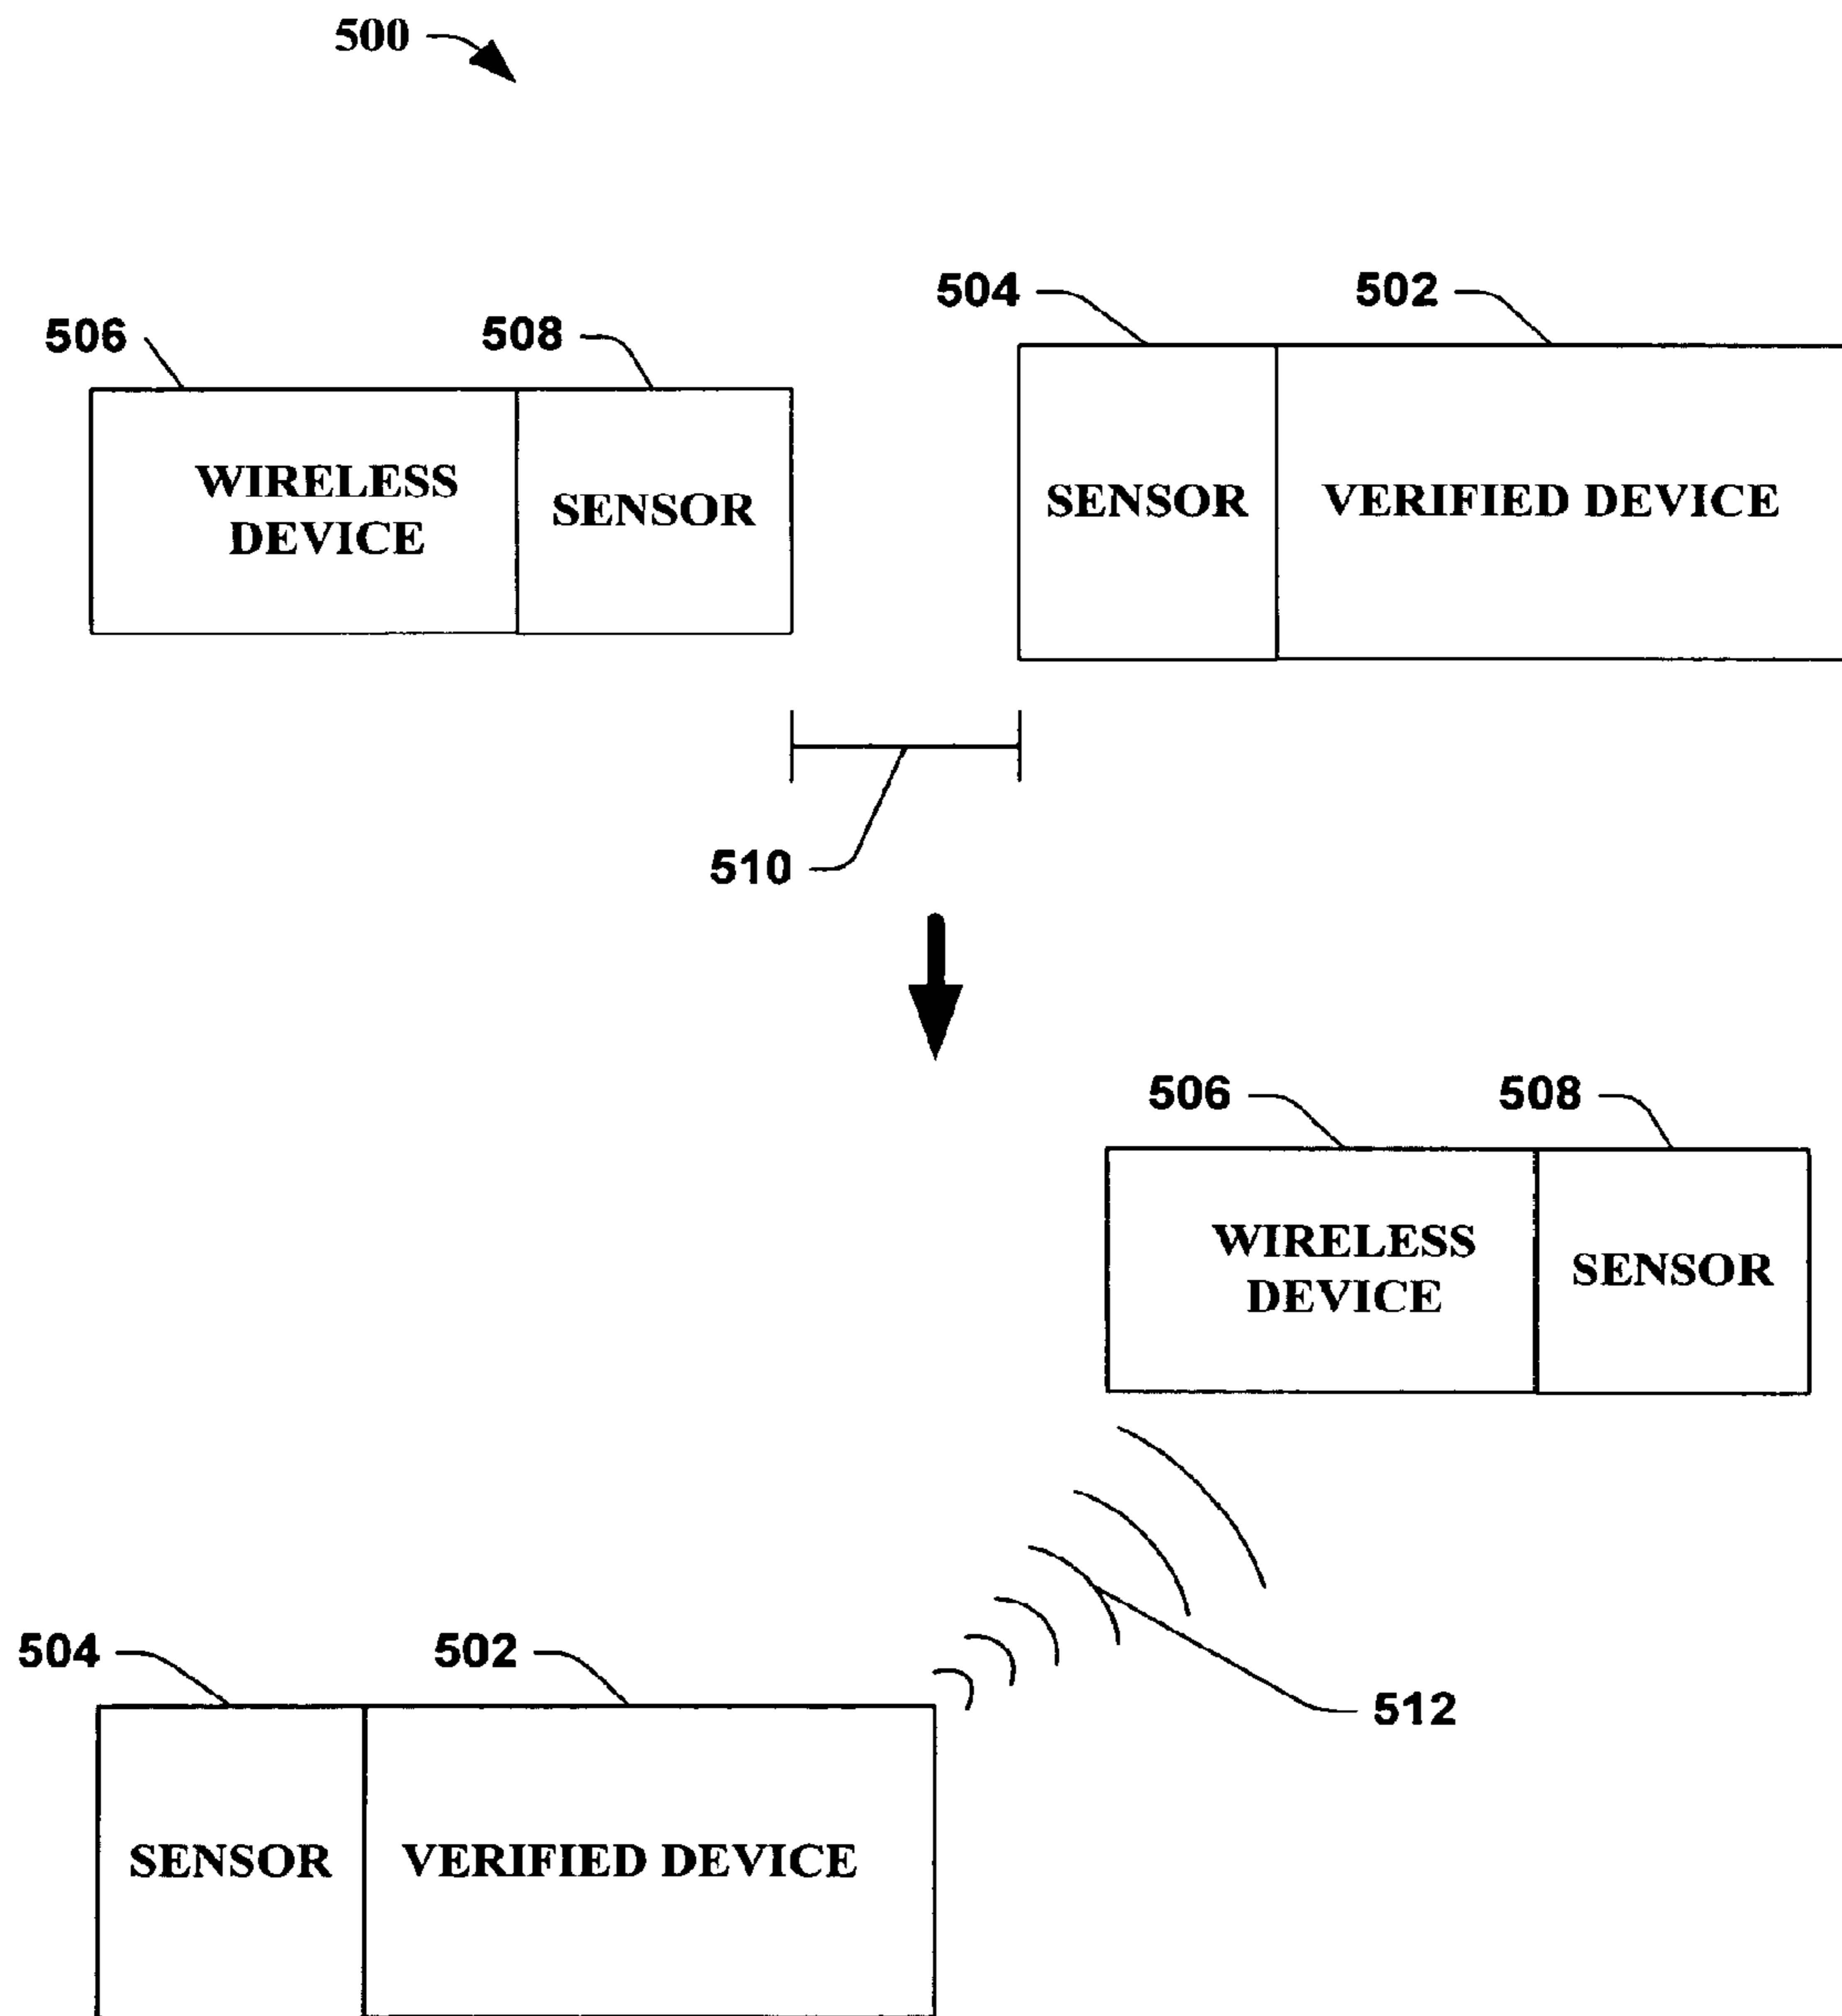 500
504 502
506 508
WIRELESS
DEVICE
SENSOR
SENSOR
VERIFIED DEVICE
510
506 508
WIRELESS
DEVICE
SENSOR
504 502
512
SENSOR
VERIFIED DEVICE